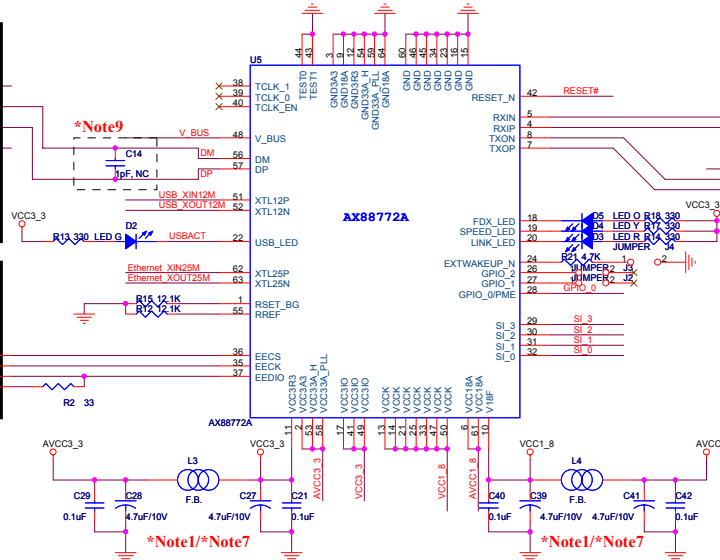 U5
44
43
3
9
12
54
59
64
60
46
45
34
23
16
15
TEST0
TEST1
GND3A3
GND18A
GND3R3
GND33A_H
GND33A_PLL
GND18A
GND
GND
GND
GND
GND
GND
GND
38 TCLK_1
39 TCLK_0
40 TCLK_EN
RESET_N 42 RESET#
RXIN 5
RXIP 4
TXON 8
TXOP 7
*Note9
V_BUS 48 V_BUS
C14
DM 56 DM
57 DP
1pF, NC
DP
USB_XIN12M 51 XTL12P
USB_XOUT12M 52 XTL12N
AX88772A
VCC3_3
R13 330 LED G D2 USBACT 22 USB_LED
VCC3_3
FDX_LED 18 D5 LED O R18 330
SPEED_LED 19 D4 LED Y R17 330
LINK_LED 20 D3 LED R R14 330
JUMPER J4
EXTWAKEUP_N 24 R21 4.7K 1 2
GPIO_2 26 JUMPER J3
GPIO_1 27 JUMPER J2
GPIO_0/PME 28 GPIO_0
Ethernet_XIN25M 62 XTL25P
Ethernet_XOUT25M 63 XTL25N
R15 12.1K 1 RSET_BG
R12 12.1K 55 RREF
SI_3 29 SI_3
SI_2 30 SI_2
SI_1 31 SI_1
SI_0 32 SI_0
36 EECS
35 EECK
37 EEDIO
R2 33
AX88772A
VCC3R3
VCC3A3
VCC33A_H
VCC33A_PLL
VCC3IO
VCC3IO
VCC3IO
VCCK
VCCK
VCCK
VCCK
VCCK
VCCK
VCCK
VCC18A
VCC18A
V18F
11
2
53
58
17
41
49
13
14
21
25
33
47
50
6
61
10
AVCC3_3
VCC3_3
VCC1_8
AVCC1_8
AVCC3_3
L3
F.B.
VCC3_3
VCC1_8
L4
F.B.
AVCC
C29
0.1uF
C28
4.7uF/10V
C27
4.7uF/10V
C21
0.1uF
C40
0.1uF
C39
4.7uF/10V
C41
4.7uF/10V
C42
0.1uF
*Note1/*Note7
*Note1/*Note7